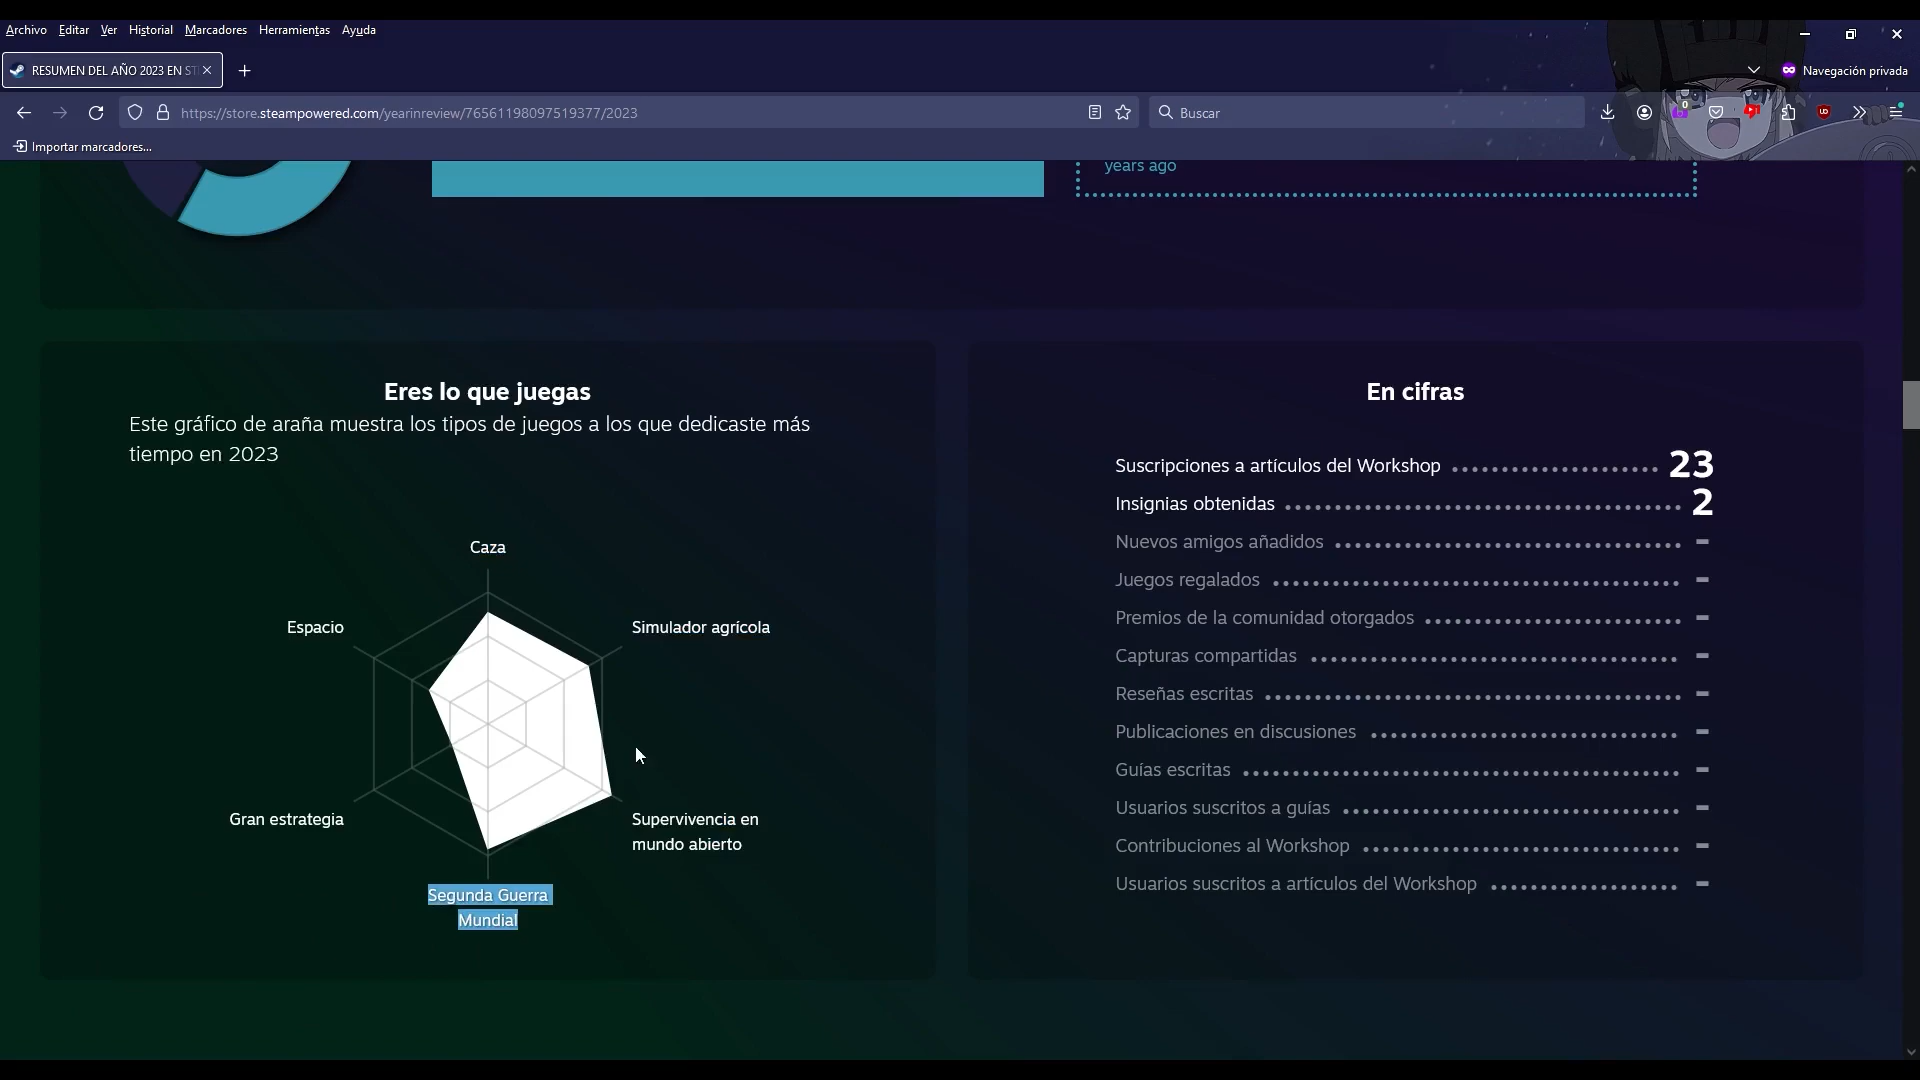 Archivo Editar Ver Historial Marcadores Herramientas Ayuda
RESUMEN DEL AÑO 2023 EN ST
Navegación privada
https://store.steampowered.com/yearinreview/76561198097519377/2023
Buscar
0
Importar marcadores...
years ago
Eres lo que juegas
Este gráfico de araña muestra los tipos de juegos a los que dedicaste más
tiempo en 2023
Caza
Espacio
Simulador agrícola
Gran estrategia
Supervivencia en
mundo abierto
Segunda Guerra
Mundial
En cifras
Suscripciones a artículos del Workshop 23
Insignias obtenidas 2
Nuevos amigos añadidos -
Juegos regalados -
Premios de la comunidad otorgados -
Capturas compartidas -
Reseñas escritas -
Publicaciones en discusiones -
Guías escritas -
Usuarios suscritos a guías -
Contribuciones al Workshop -
Usuarios suscritos a artículos del Workshop -